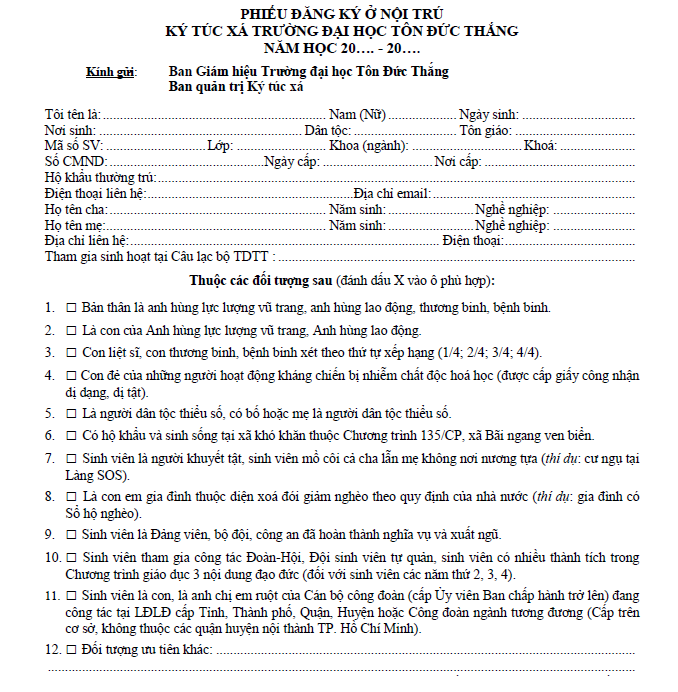 PHIẾU ĐĂNG KÝ Ở NỘI TRÚ
KÝ TÚC XÁ TRƯỜNG ĐẠI HỌC TÔN ĐỨC THẮNG
NĂM HỌC 20…. - 20….
Kính gửi: Ban Giám hiệu Trường đại học Tôn Đức Thắng
Ban quản trị Ký túc xá
Tôi tên là:.................... Nam (Nữ).................... Ngày sinh: ....................
Nơi sinh: .................... Dân tộc: .................... Tôn giáo: ....................
Mã số SV: .................... Lớp: .................... Khoa (ngành): .................... Khoá: ....................
Số CMND: .................... Ngày cấp: .................... Nơi cấp: ....................
Hộ khẩu thường trú:....................
Điện thoại liên hệ:.................... Địa chỉ email: ....................
Họ tên cha: .................... Năm sinh: .................... Nghề nghiệp: ....................
Họ tên mẹ: .................... Năm sinh: .................... Nghề nghiệp: ....................
Địa chỉ liên hệ: .................... Điện thoại: ....................
Tham gia sinh hoạt tại Câu lạc bộ TDTT : ....................
Thuộc các đối tượng sau (đánh dấu X vào ô phù hợp):
1. □ Bản thân là anh hùng lực lượng vũ trang, anh hùng lao động, thương binh, bệnh binh.
2. □ Là con của Anh hùng lực lượng vũ trang, Anh hùng lao động.
3. □ Con liệt sĩ, con thương binh, bệnh binh xét theo thứ tự xếp hạng (1/4; 2/4; 3/4; 4/4).
4. □ Con đẻ của những người hoạt động kháng chiến bị nhiễm chất độc hoá học (được cấp giấy công nhận
dị dạng, dị tật).
5. □ Là người dân tộc thiểu số, có bố hoặc mẹ là người dân tộc thiểu số.
6. □ Có hộ khẩu và sinh sống tại xã khó khăn thuộc Chương trình 135/CP, xã Bãi ngang ven biển.
7. □ Sinh viên là người khuyết tật, sinh viên mồ côi cả cha lẫn mẹ không nơi nương tựa (thí dụ: cư ngụ tại
Làng SOS).
8. □ Là con em gia đình thuộc diện xoá đói giảm nghèo theo quy định của nhà nước (thí dụ: gia đình có
Sổ hộ nghèo).
9. □ Sinh viên là Đảng viên, bộ đội, công an đã hoàn thành nghĩa vụ và xuất ngũ.
10. □ Sinh viên tham gia công tác Đoàn-Hội, Đội sinh viên tự quản, sinh viên có nhiều thành tích trong
Chương trình giáo dục 3 nội dung đạo đức (đối với sinh viên các năm thứ 2, 3, 4).
11. □ Sinh viên là con, là anh chị em ruột của Cán bộ công đoàn (cấp Ủy viên Ban chấp hành trở lên) đang
công tác tại LĐLĐ cấp Tỉnh, Thành phố, Quận, Huyện hoặc Công đoàn ngành tương đương (Cấp trên
cơ sở, không thuộc các quận huyện nội thành TP. Hồ Chí Minh).
12. □ Đối tượng ưu tiên khác: ....................
....................